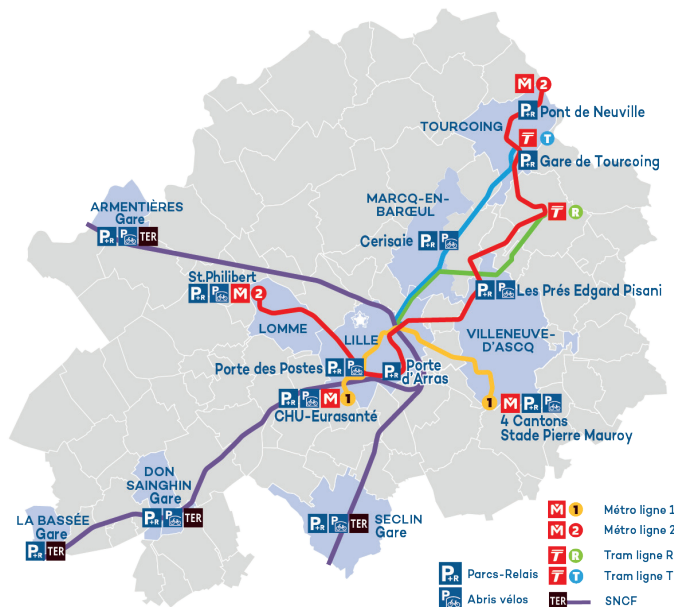 M 2
P+R Pont de Neuville
TOURCOING
T T
P+R Gare de Tourcoing
MARCQ-EN-
BARŒUL
ARMENTIÈRES
Gare
T R
P+R P TER
Cerisaie P+R P
St.Philibert
P+R P M 2
P+R P Les Prés Edgard Pisani
LOMME
LILLE
VILLENEUVE-
D'ASCQ
Porte des Postes P+R P
P+R Porte
d'Arras
P+R P M 1
CHU-Eurasanté
1 M P+R P
4 Cantons
Stade Pierre Mauroy
DON
SAINGHIN
Gare
P+R P TER
LA BASSÉE
Gare
P+R TER
P+R P TER
SECLIN
Gare
M 1 Métro ligne 1
M 2 Métro ligne 2
T R Tram ligne R
P+R Parcs-Relais
T T Tram ligne T
P Abris vélos
TER SNCF